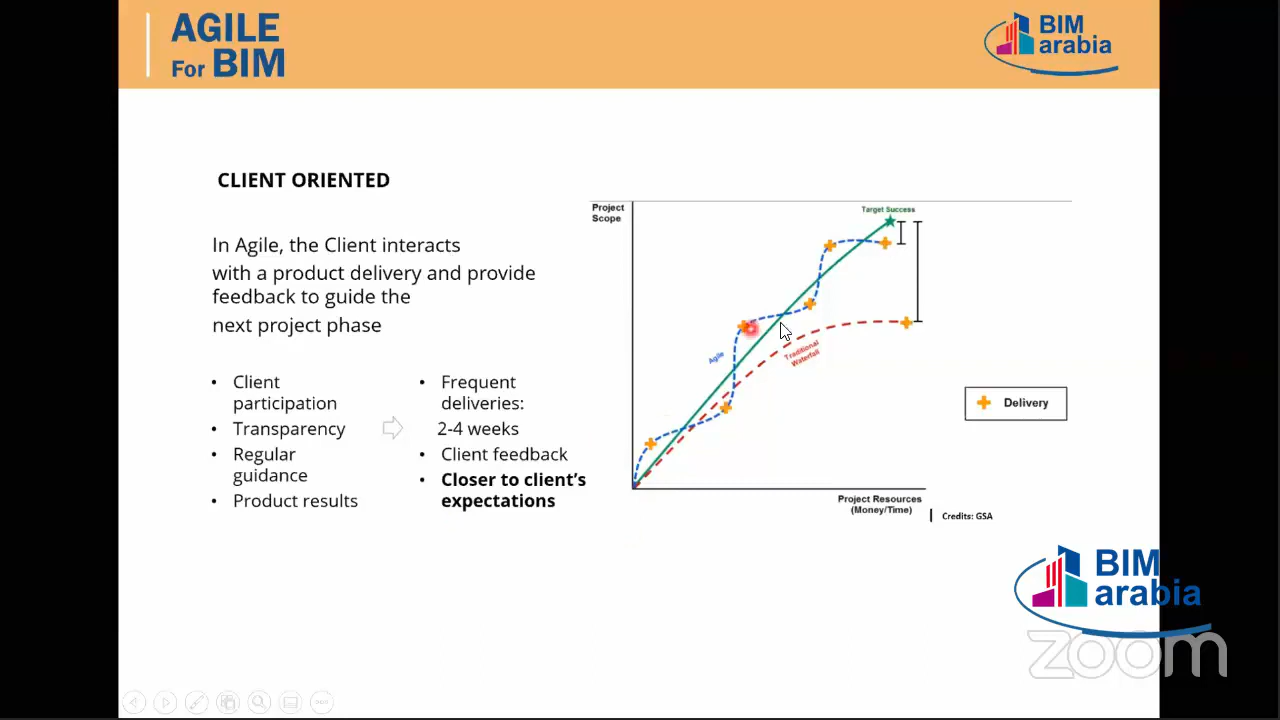 AGILE
For BIM
BIM
arabia
CLIENT ORIENTED
In Agile, the Client interacts
with a product delivery and provide
feedback to guide the
next project phase
• Client
participation
• Transparency
• Regular
guidance
• Product results
• Frequent
deliveries:
2-4 weeks
• Client feedback
• Closer to client's
expectations
Project
Scope
Target Success
Agile
Traditional
Waterfall
Delivery
Project Resources
(Money/Time)
Credits: GSA
BIM
arabia
zoom